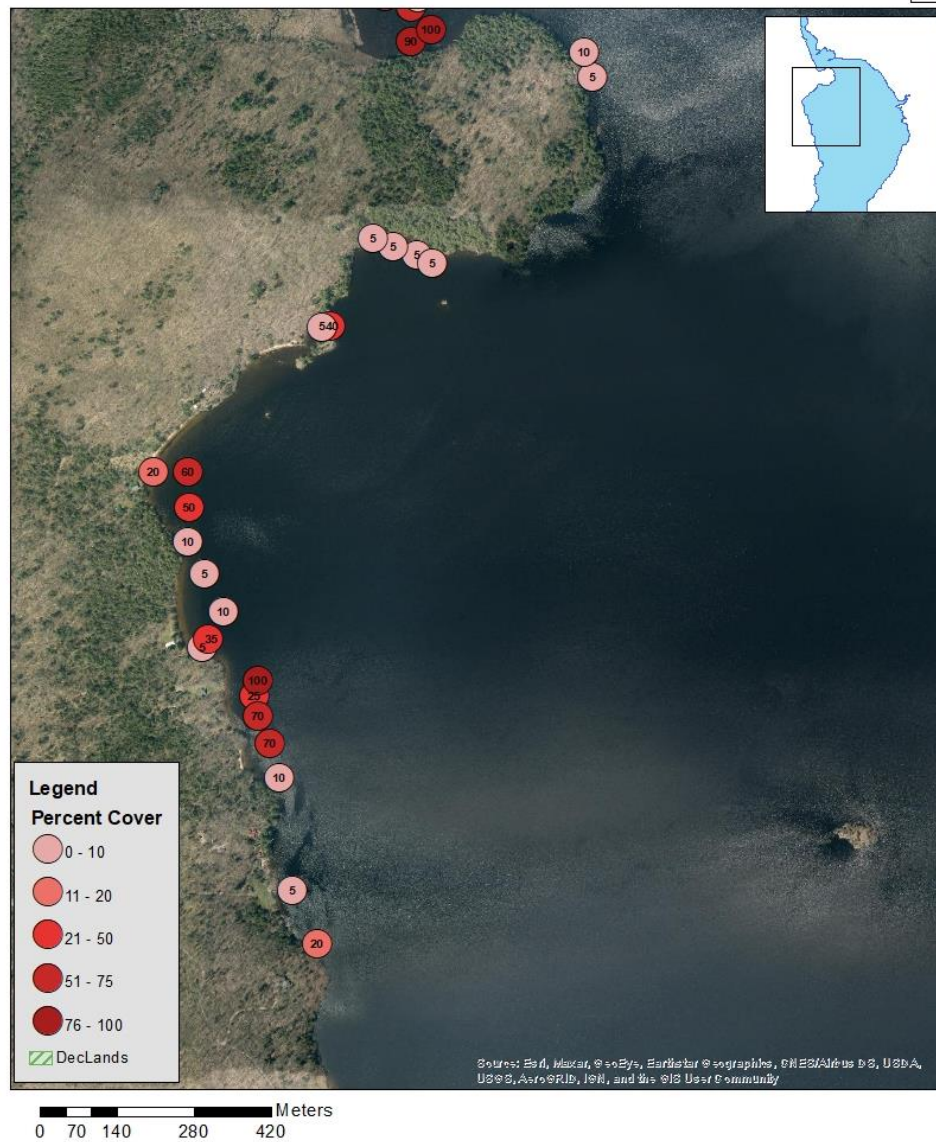 100
90
10
5
5
5
5
5
540
20
60
50
10
5
10
35
5
100
25
70
70
10
5
20
Legend
Percent Cover
0 - 10
11 - 20
21 - 50
51 - 75
76 - 100
DecLands
Source: Esri, Maxar, GeoEye, Earthstar Geographics, CNES/Airbus DS, USDA,
USGS, AeroGRID, IGN, and the GIS User Community
Meters
0 70 140 280 420